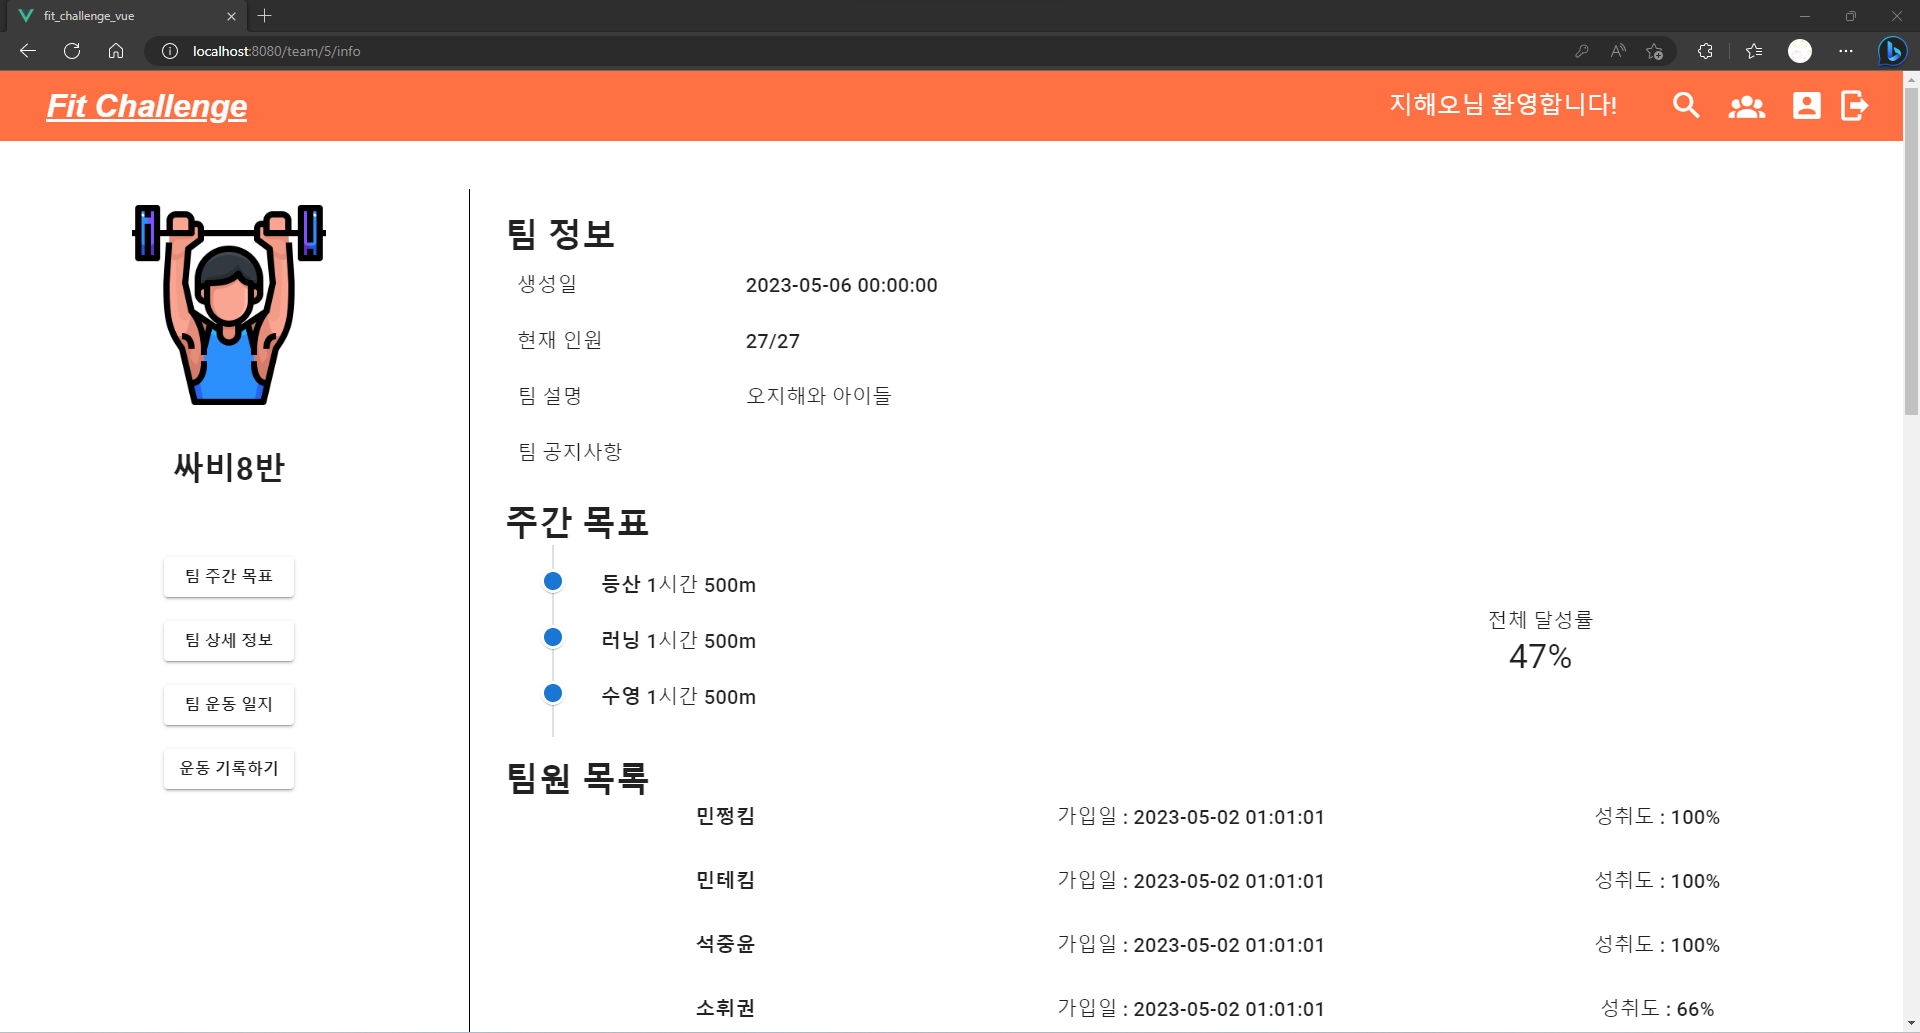 fit_challenge_vue
localhost:8080/team/5/info
Fit Challenge
지해오님 환영합니다!
싸비8반
팀 주간 목표
팀 상세 정보
팀 운동 일지
운동 기록하기
팀 정보
생성일 2023-05-06 00:00:00
현재 인원 27/27
팀 설명 오지해와 아이들
팀 공지사항
주간 목표
등산 1시간 500m
러닝 1시간 500m
수영 1시간 500m
전체 달성률
47%
팀원 목록
민쩡킴 가입일 : 2023-05-02 01:01:01 성취도 : 100%
민테킴 가입일 : 2023-05-02 01:01:01 성취도 : 100%
석중윤 가입일 : 2023-05-02 01:01:01 성취도 : 100%
소휘권 가입일 : 2023-05-02 01:01:01 성취도 : 66%